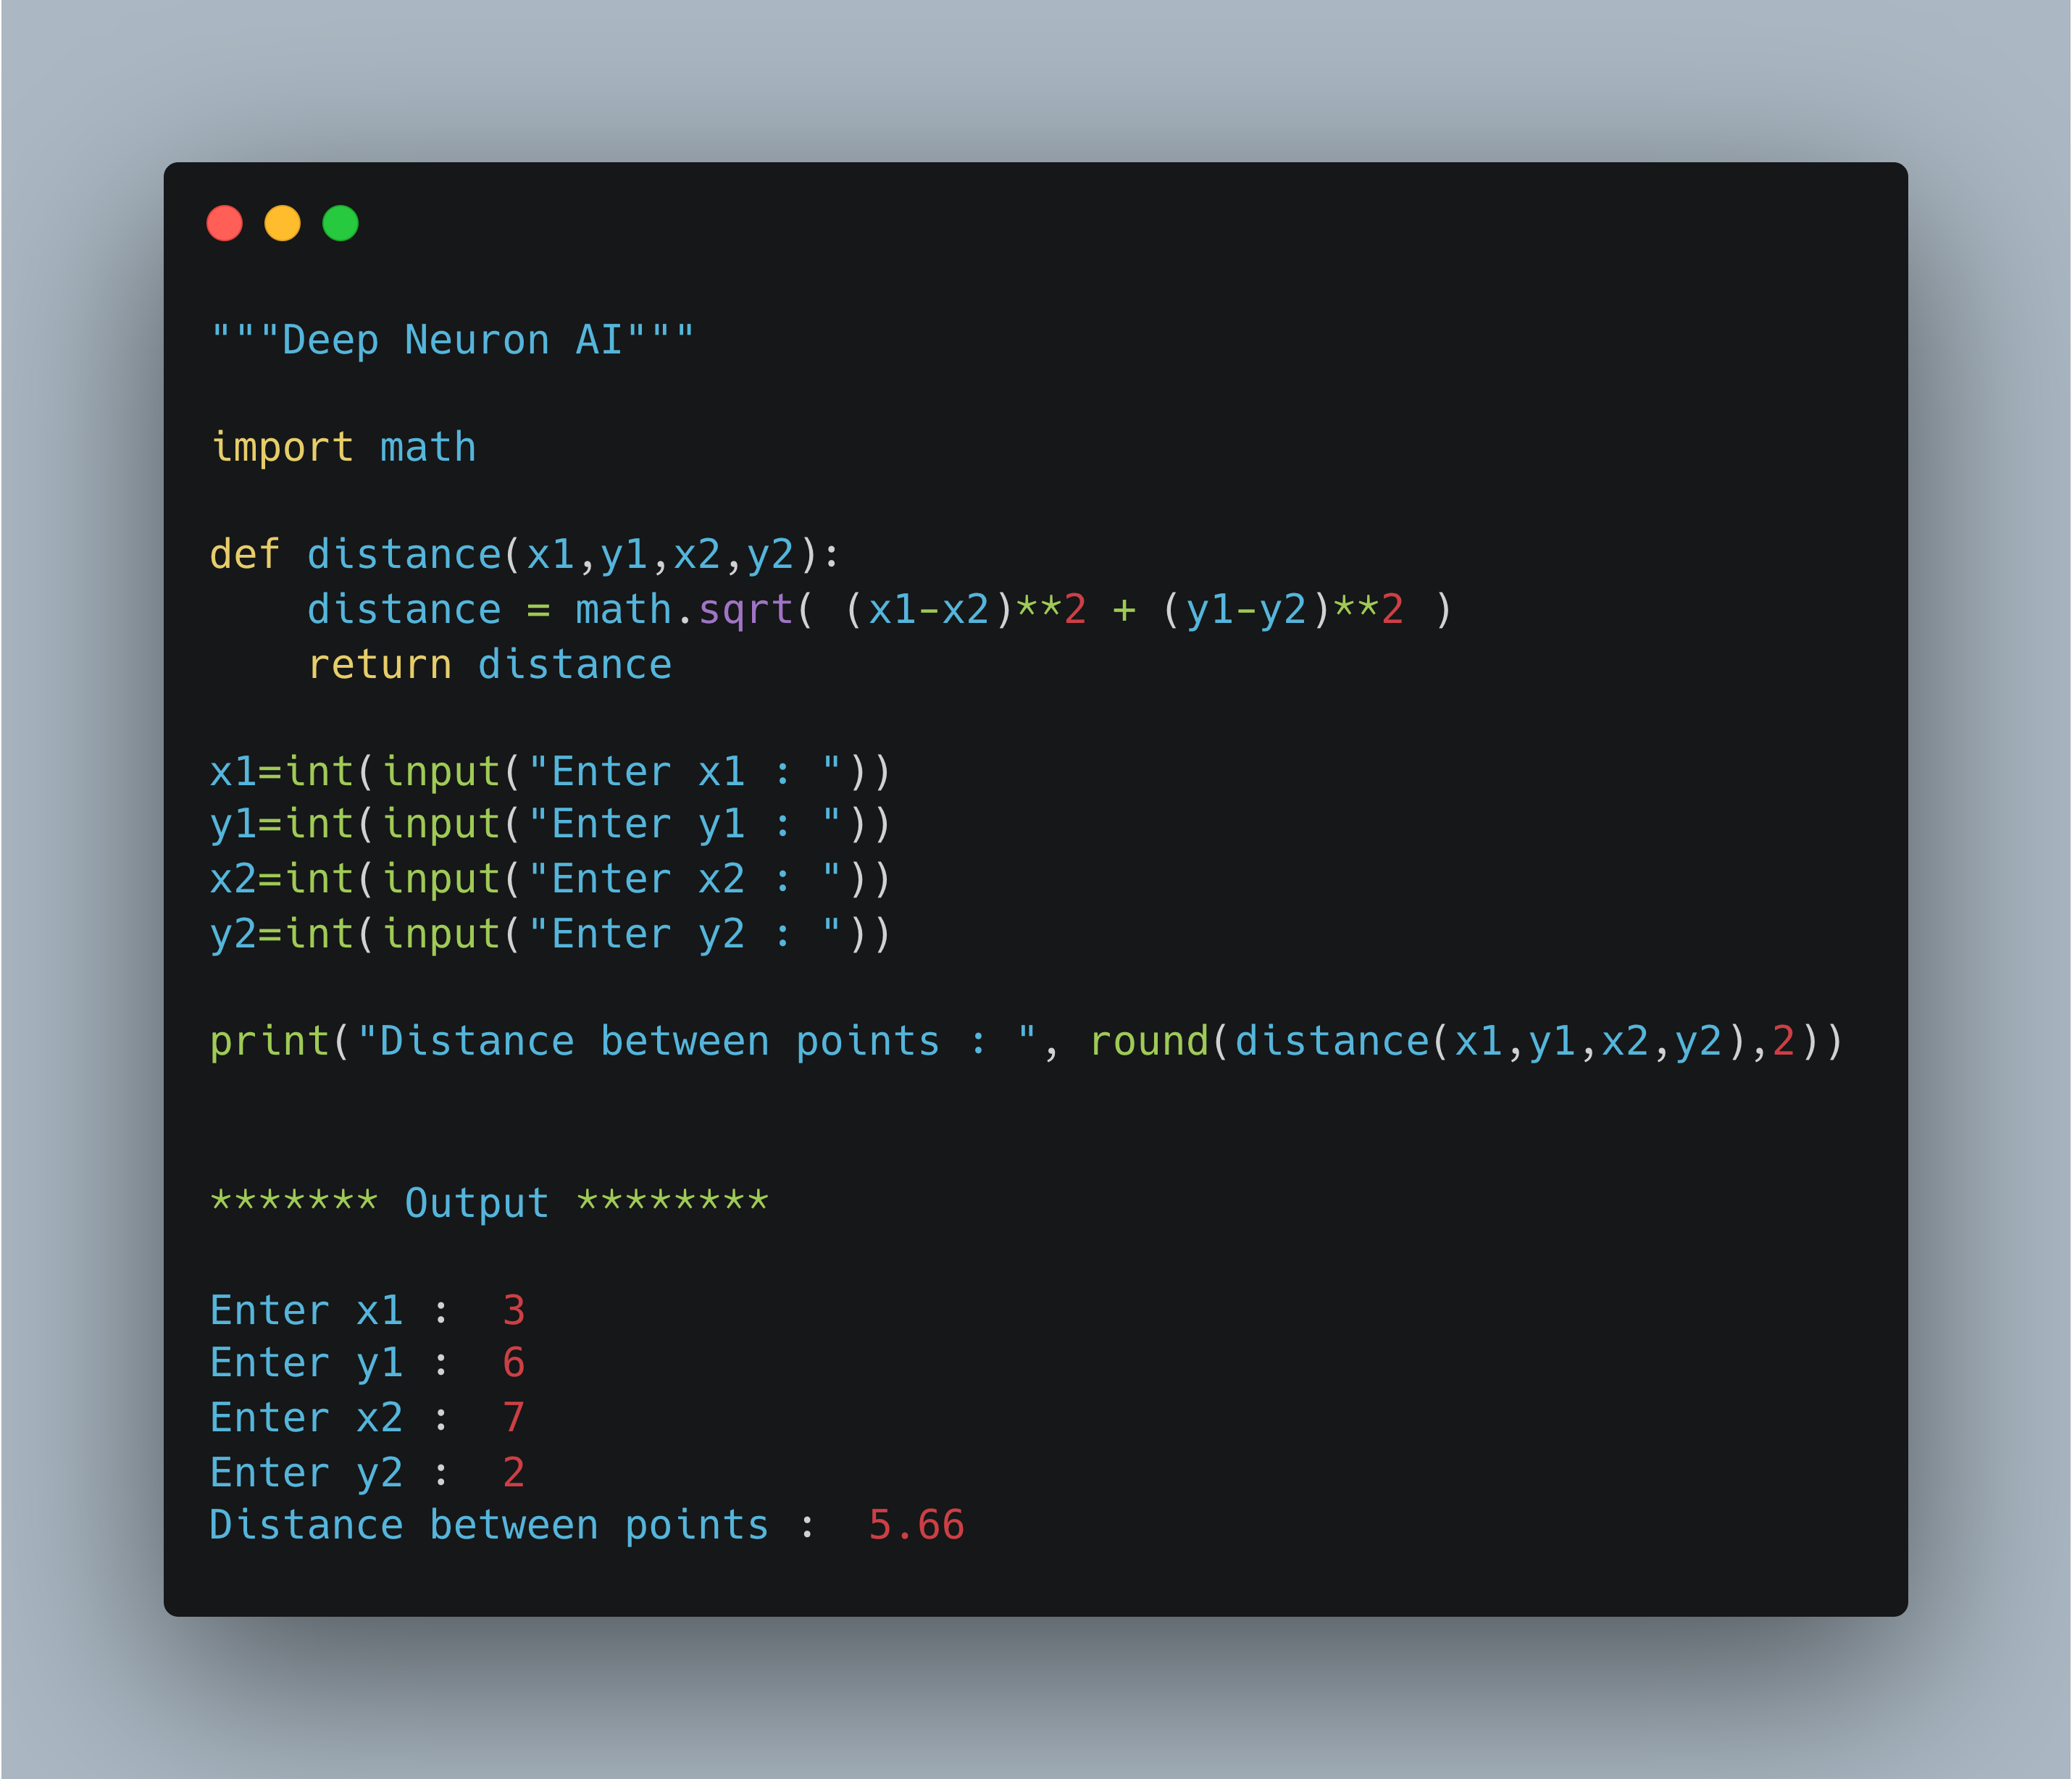 """Deep Neuron AI"""
import math
def distance(x1,y1,x2,y2):
    distance = math.sqrt( (x1-x2)**2 + (y1-y2)**2 )
    return distance
x1=int(input("Enter x1 : "))
y1=int(input("Enter y1 : "))
x2=int(input("Enter x2 : "))
y2=int(input("Enter y2 : "))
print("Distance between points : ", round(distance(x1,y1,x2,y2),2))
******* Output ********
Enter x1 :  3
Enter y1 :  6
Enter x2 :  7
Enter y2 :  2
Distance between points :  5.66